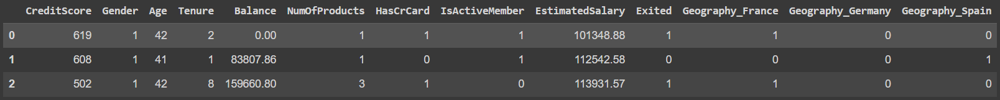 CreditScore Gender Age Tenure Balance NumOfProducts HasCrCard IsActiveMember EstimatedSalary Exited Geography_France Geography_Germany Geography_Spain
0 619 1 42 2 0.00 1 1 1 101348.88 1 1 0 0
1 608 1 41 1 83807.86 1 0 1 112542.58 0 0 0 1
2 502 1 42 8 159660.80 3 1 0 113931.57 1 1 0 0